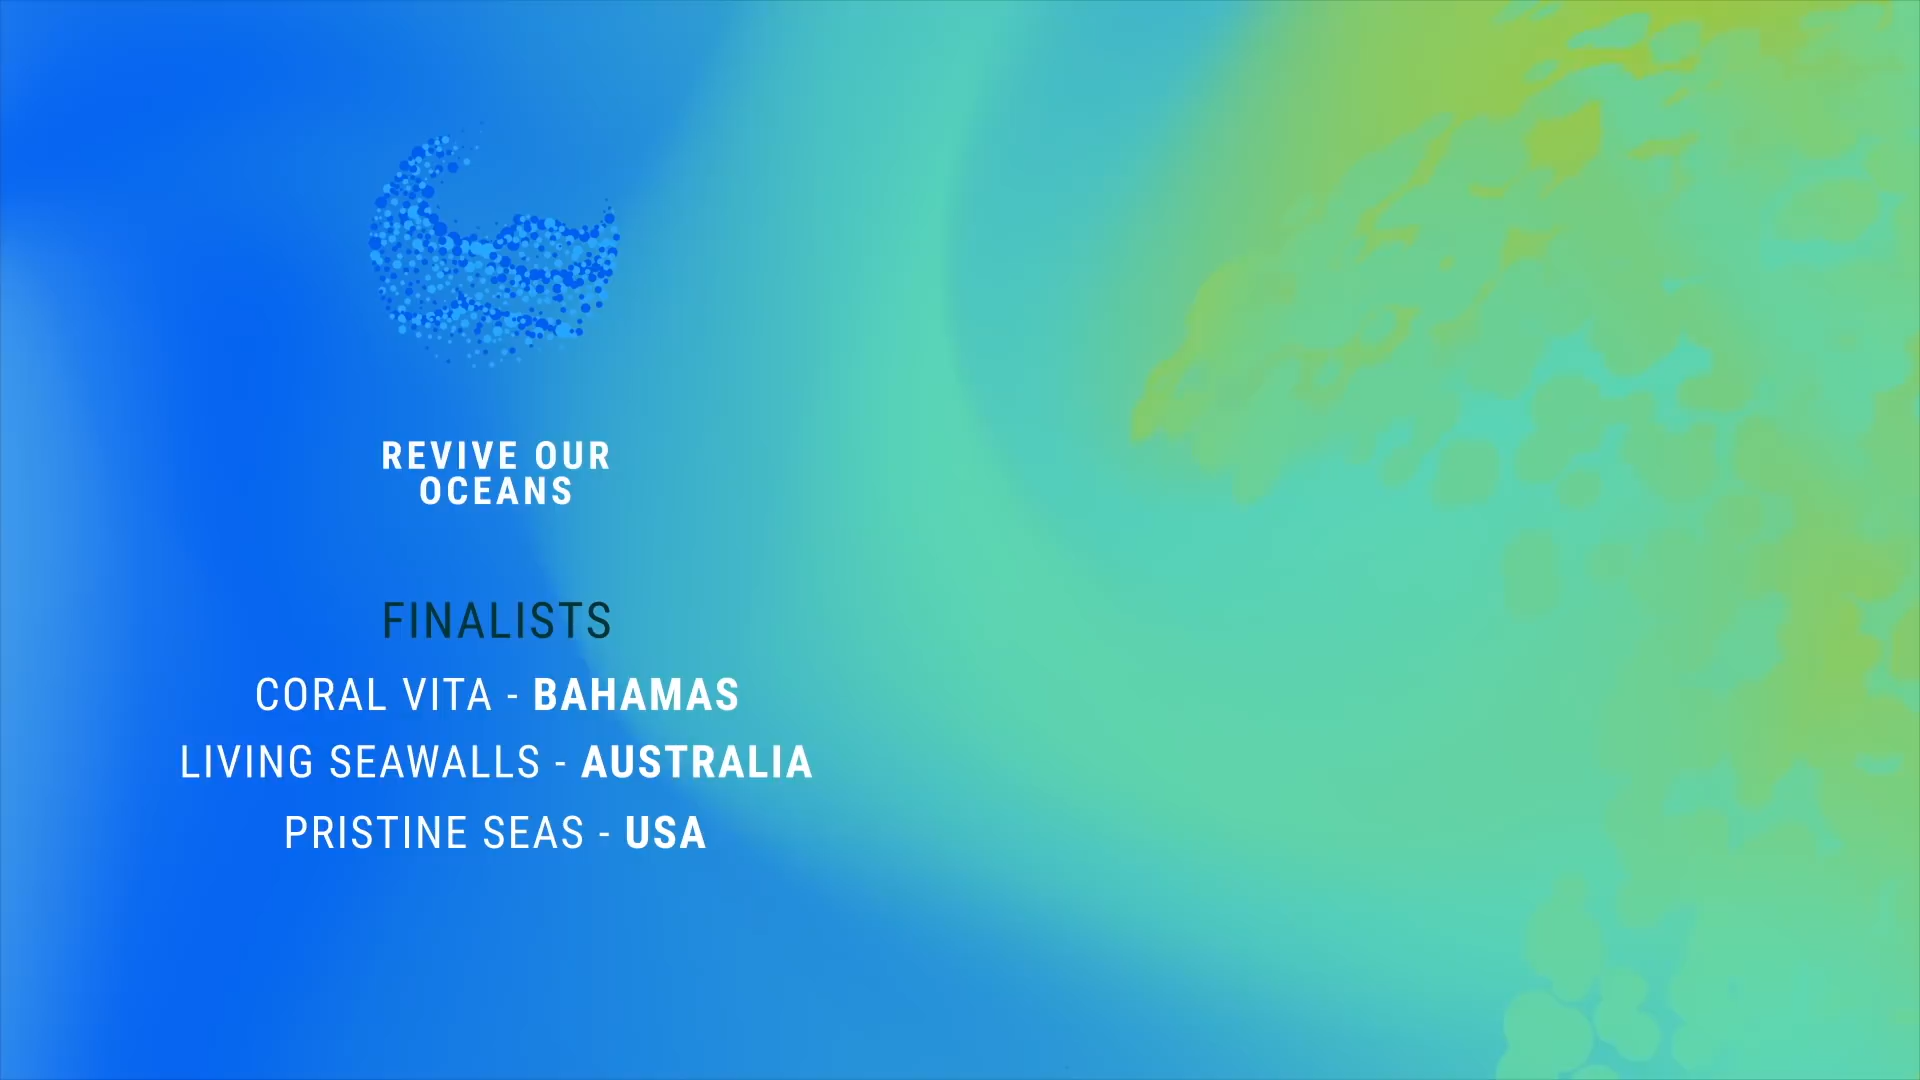 REVIVE OUR
OCEANS
FINALISTS
CORAL VITA - BAHAMAS
LIVING SEAWALLS - AUSTRALIA
PRISTINE SEAS - USA